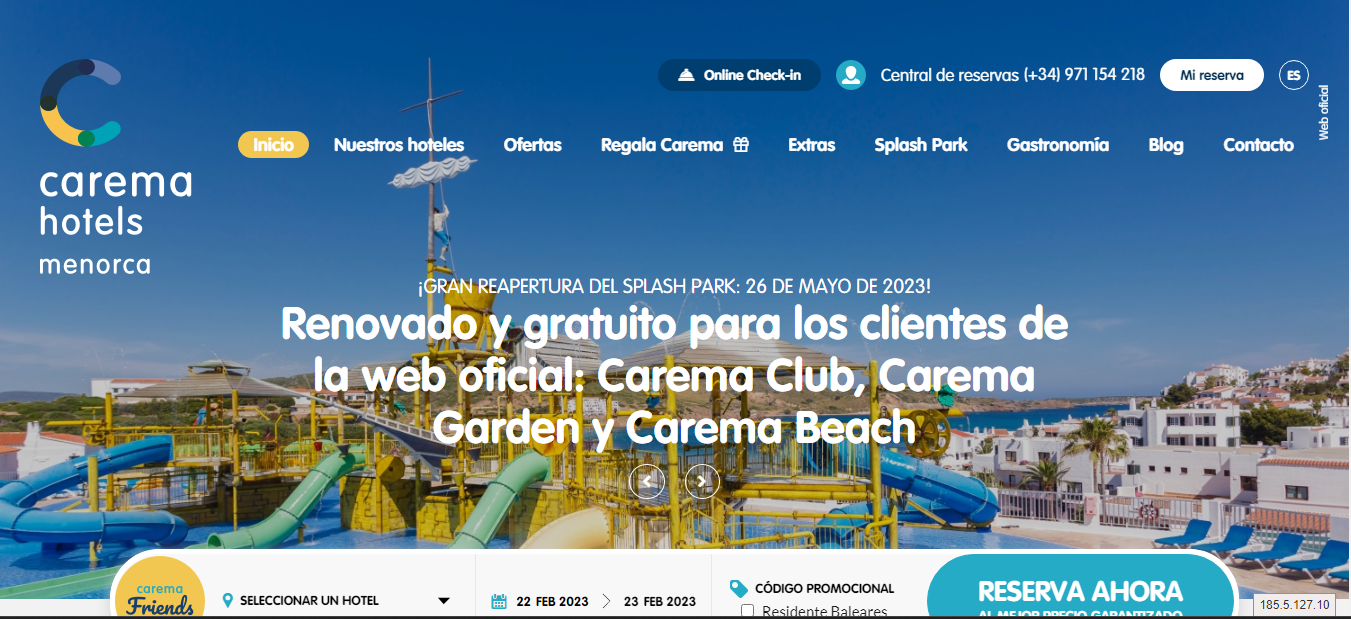 Online Check-in
Central de reservas (+34) 971 154 218
Mi reserva
ES
Web oficial
carema
hotels
menorca
Inicio
Nuestros hoteles
Ofertas
Regala Carema
Extras
Splash Park
Gastronomía
Blog
Contacto
¡GRAN REAPERTURA DEL SPLASH PARK: 26 DE MAYO DE 2023!
Renovado y gratuito para los clientes de
la web oficial: Carema Club, Carema
Garden y Carema Beach
carema
Friends
SELECCIONAR UN HOTEL
22 FEB 2023
23 FEB 2023
CÓDIGO PROMOCIONAL
Residente Baleares
RESERVA AHORA
AL MEJOR PRECIO GARANTIZADO
185.5.127.10